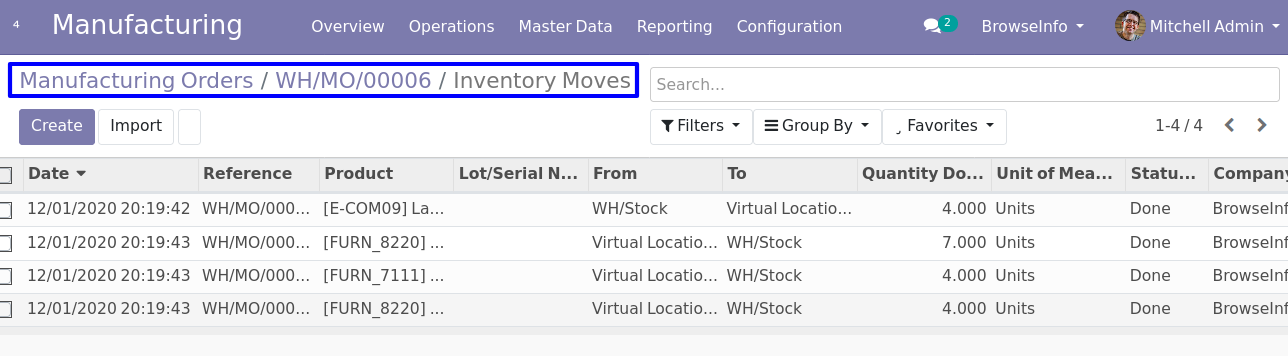 4 Manufacturing Overview Operations Master Data Reporting Configuration 2 BrowseInfo Mitchell Admin
Manufacturing Orders / WH/MO/00006 / Inventory Moves Search...
Create Import Filters Group By Favorites 1-4 / 4
Date Reference Product Lot/Serial N... From To Quantity Do... Unit of Mea... Statu... Company
12/01/2020 20:19:42 WH/MO/000... [E-COM09] La... WH/Stock Virtual Locatio... 4.000 Units Done BrowseInf
12/01/2020 20:19:43 WH/MO/000... [FURN_8220] ... Virtual Locatio... WH/Stock 7.000 Units Done BrowseInf
12/01/2020 20:19:43 WH/MO/000... [FURN_7111] ... Virtual Locatio... WH/Stock 4.000 Units Done BrowseInf
12/01/2020 20:19:43 WH/MO/000... [FURN_8220] ... Virtual Locatio... WH/Stock 4.000 Units Done BrowseInf